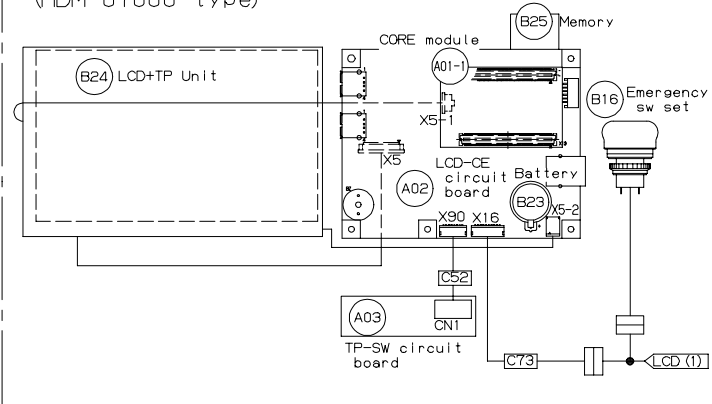 B25 Memory
CORE module
B24 LCD+TP Unit
A01-1
B16 Emergency
sw set
X5-1
X5
LCD-CE
circuit
board
Battery
A02
B23
X90 X16
X5-2
C52
A03
CN1
TP-SW circuit
board
C73
LCD (1)